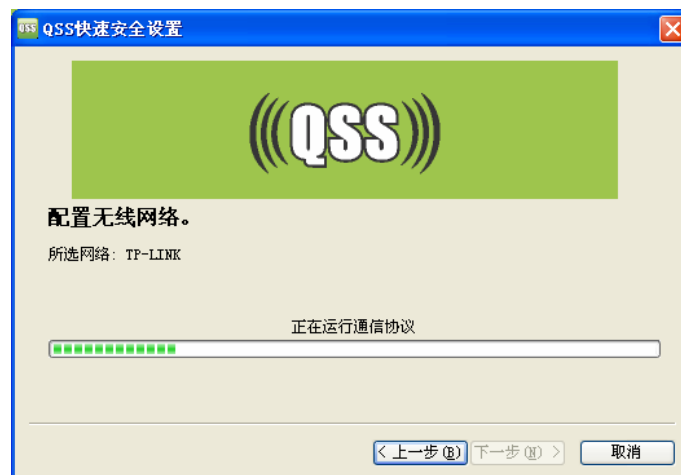 QSS QSS快速安全设置
(((QSS)))
配置无线网络。
所选网络: TP-LINK
正在运行通信协议
< 上一步(B) 下一步(N) > 取消